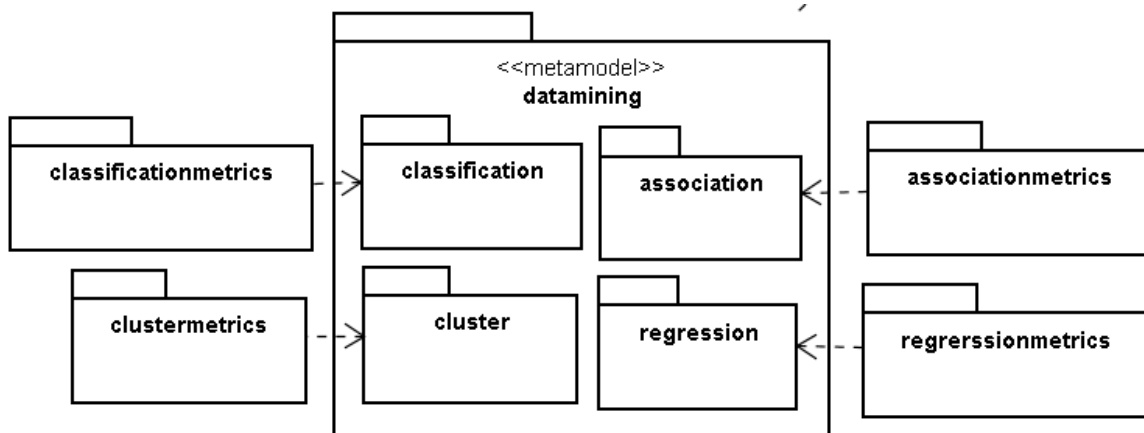 <<metamodel>>
datamining
classificationmetrics
classification
association
associationmetrics
clustermetrics
cluster
regression
regrerssionmetrics